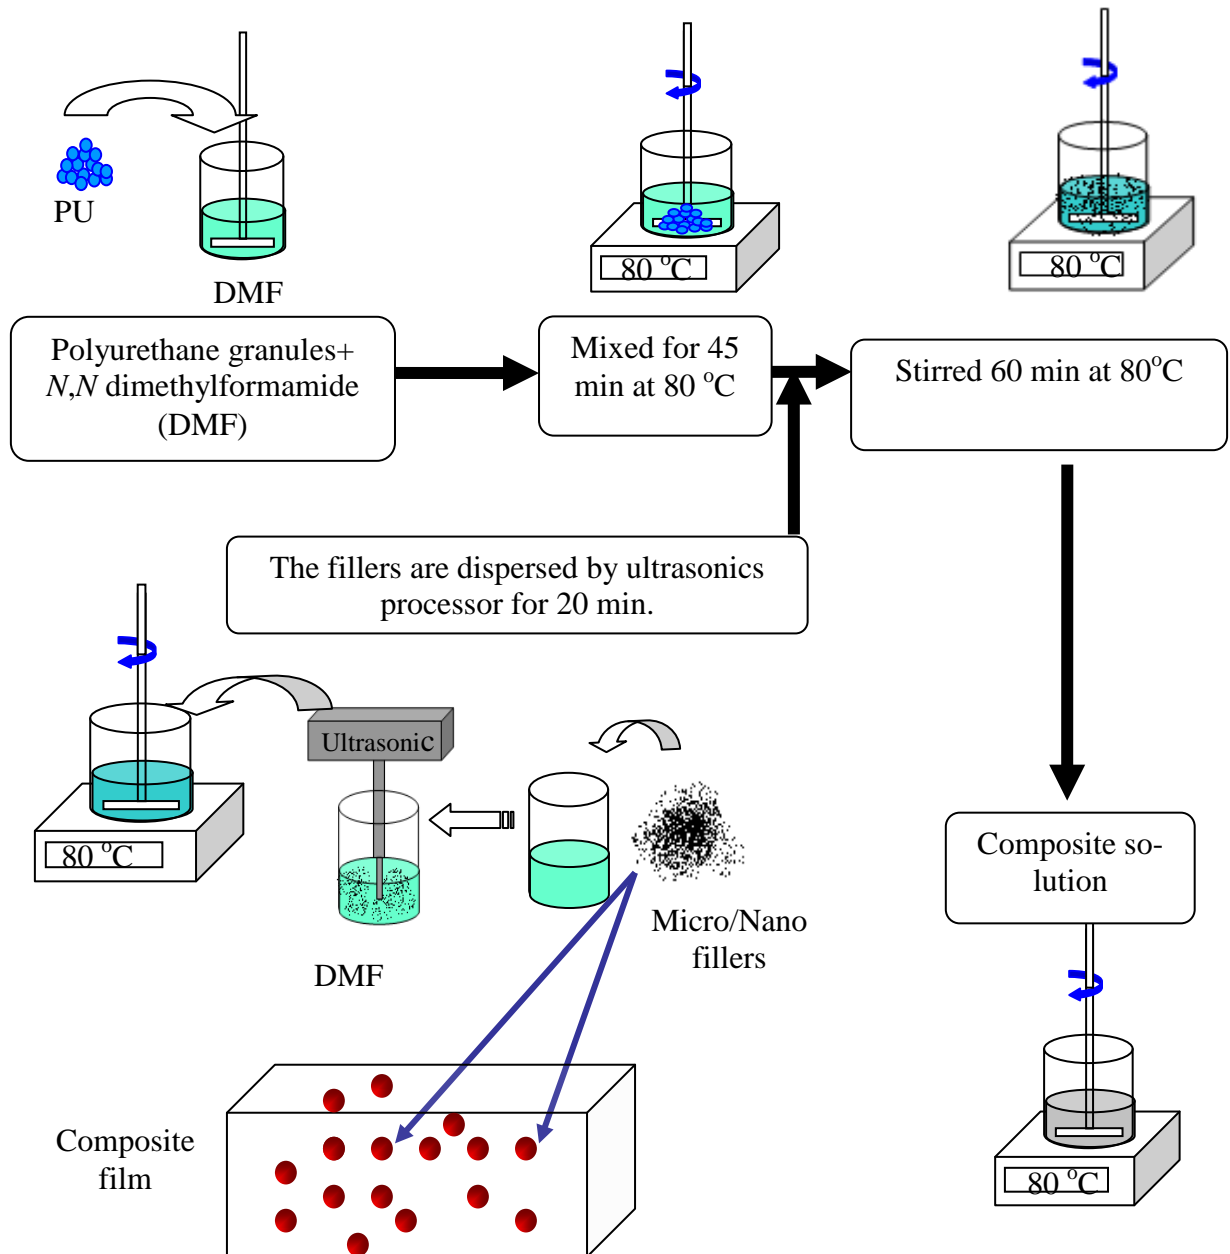 PU
DMF
80 °C
80 °C
Polyurethane granules+
N,N dimethylformamide
(DMF)
Mixed for 45
min at 80 °C
Stirred 60 min at 80°C
The fillers are dispersed by ultrasonics
processor for 20 min.
Ultrasonic
80 °C
DMF
Micro/Nano
fillers
Composite so-
lution
Composite
film
80 °C